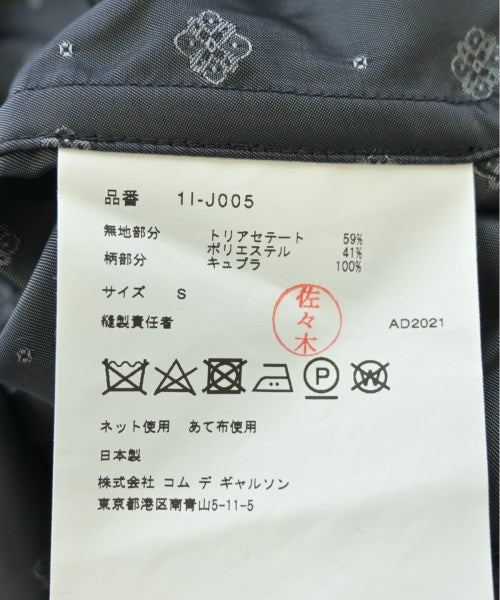 品番 1I-J005
無地部分 トリアセテート 59%
ポリエステル 41%
柄部分 キュプラ 100%
サイズ S
縫製責任者 佐々木 AD2021
P W
ネット使用 あて布使用
日本製
株式会社 コム デ ギャルソン
東京都港区南青山5-11-5